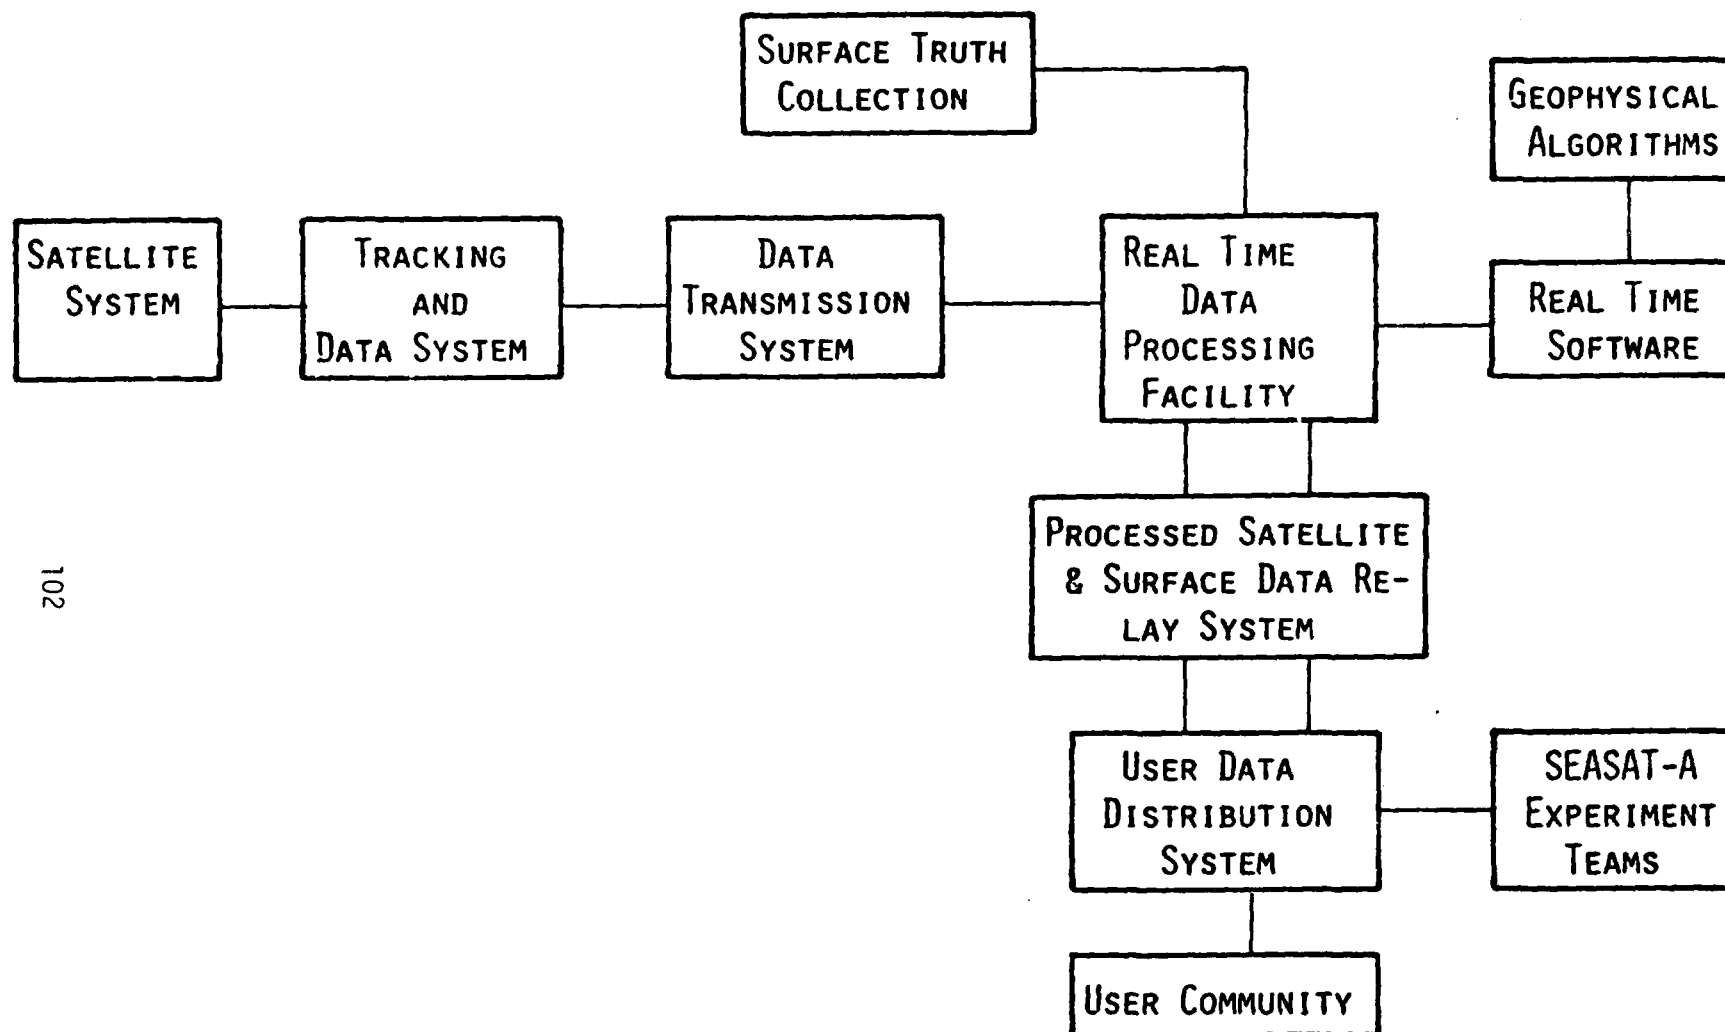 SURFACE TRUTH
COLLECTION
GEOPHYSICAL
ALGORITHMS
SATELLITE
SYSTEM
TRACKING
AND
DATA SYSTEM
DATA
TRANSMISSION
SYSTEM
REAL TIME
DATA
PROCESSING
FACILITY
REAL TIME
SOFTWARE
PROCESSED SATELLITE
& SURFACE DATA RE-
LAY SYSTEM
102
USER DATA
DISTRIBUTION
SYSTEM
SEASAT-A
EXPERIMENT
TEAMS
USER COMMUNITY